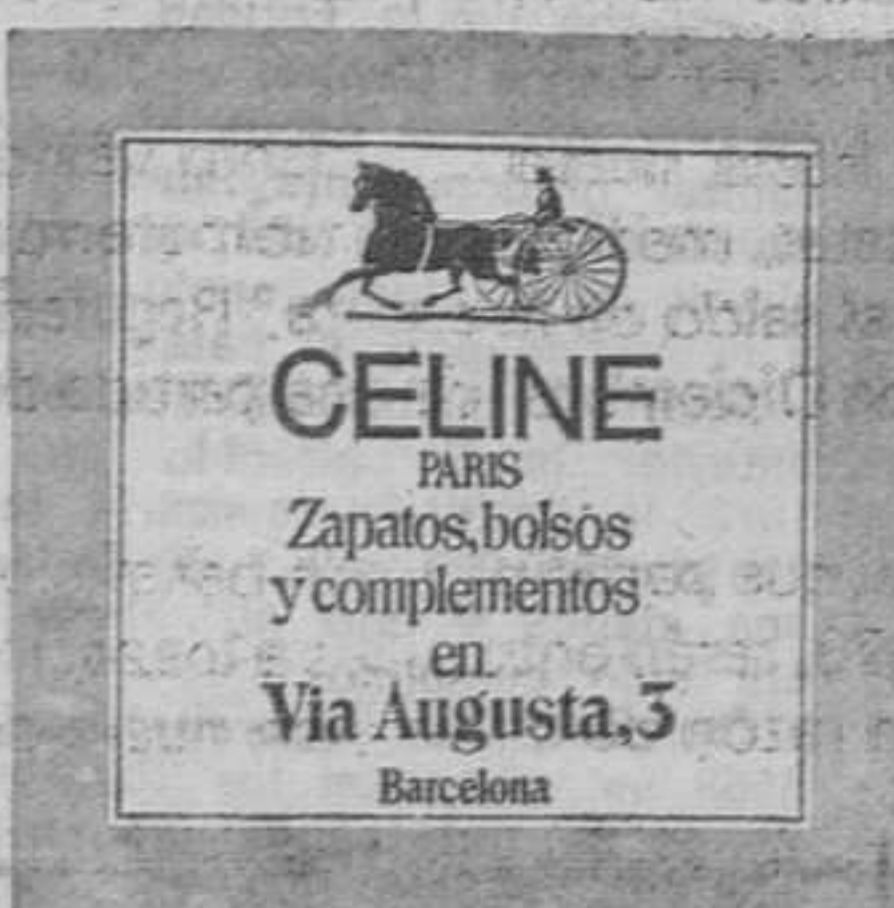 CELINE
PARIS
Zapatos, bolsos
y complementos
en
Via Augusta, 3
Barcelona